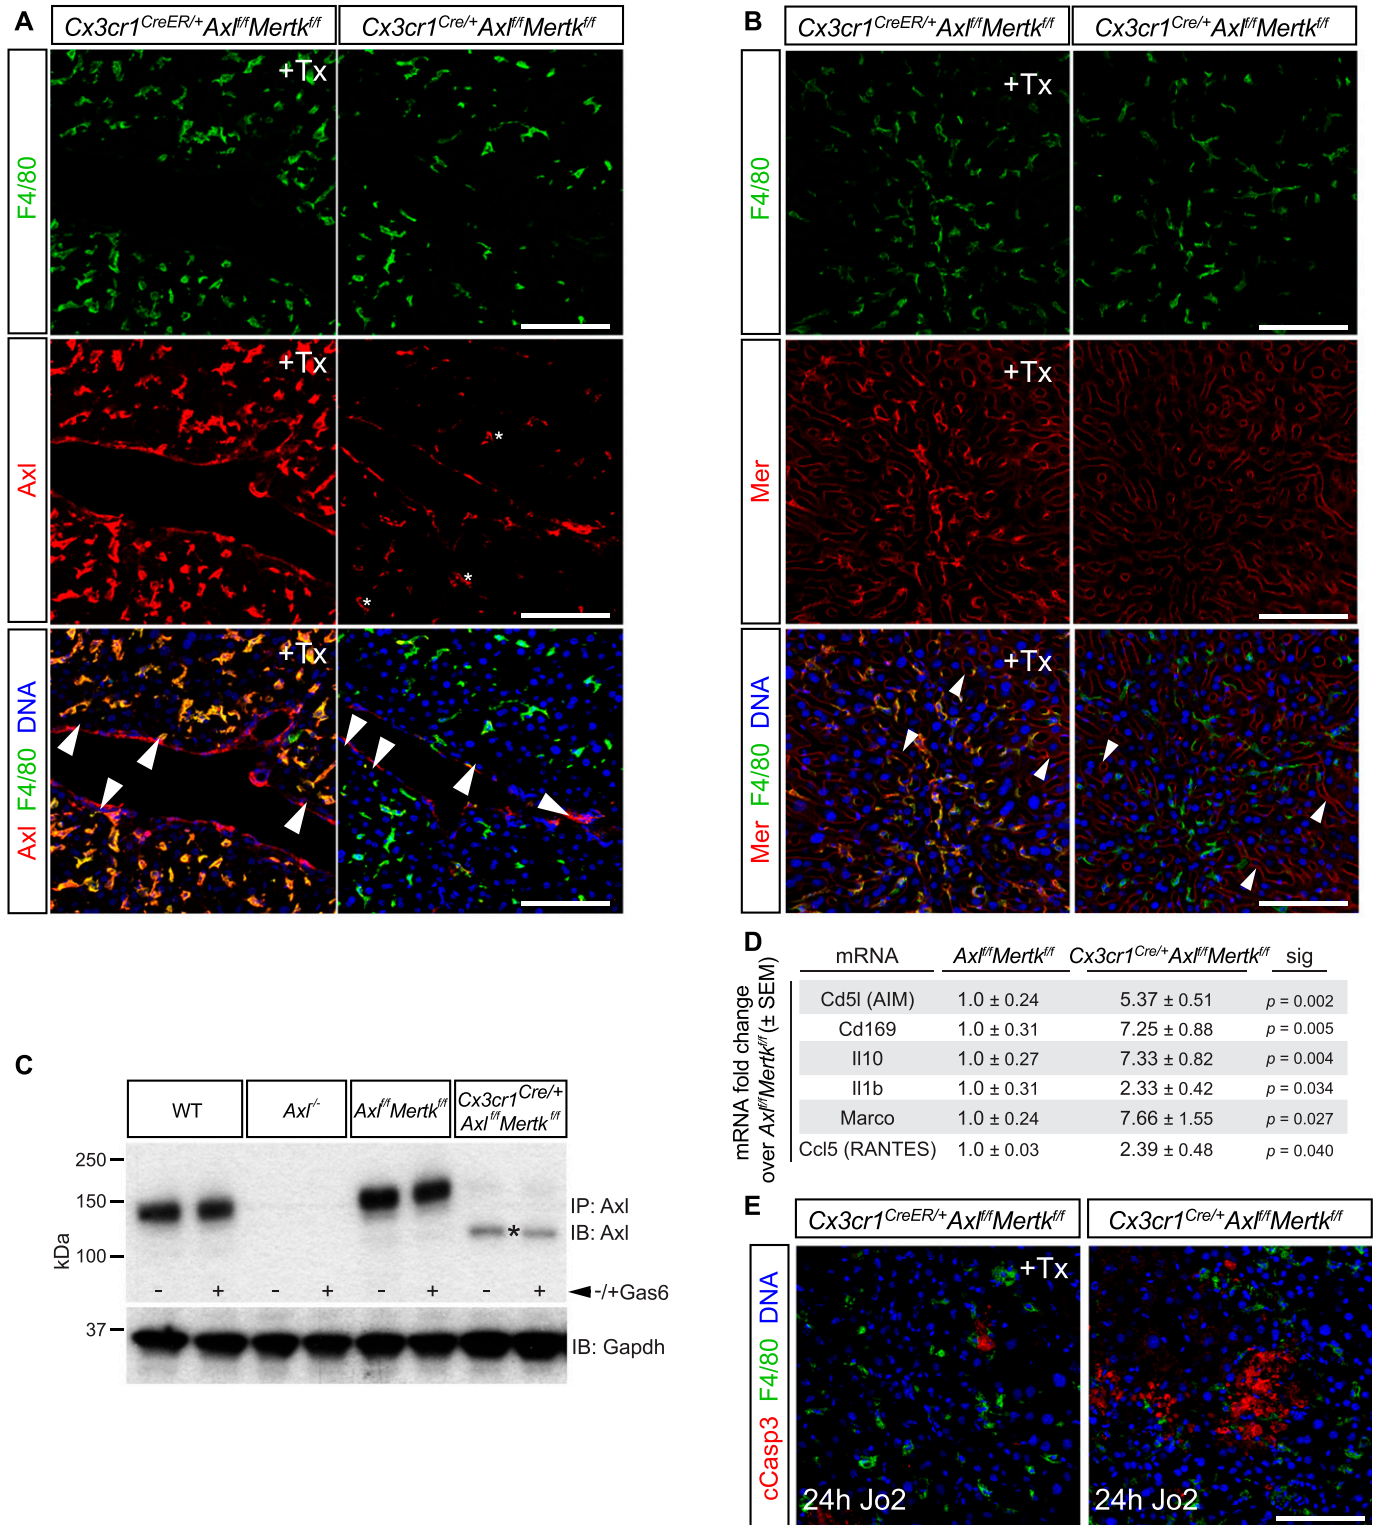 A
Cx3cr1CreER/+Axlf/fMertkf/f
Cx3cr1Cre/+Axlf/fMertkf/f
F4/80
+Tx
Axl
+Tx
*
*
*
Axl F4/80 DNA
+Tx
B
Cx3cr1CreER/+Axlf/fMertkf/f
Cx3cr1Cre/+Axlf/fMertkf/f
F4/80
+Tx
Mer
+Tx
Mer F4/80 DNA
+Tx
C
WT
Axl-/-
Axlf/fMertkf/f
Cx3cr1Cre/+
Axlf/fMertkf/f
kDa
250
150
100
37
*
IP: Axl
IB: Axl
- + - + - + - +
-/+Gas6
IB: Gapdh
D
mRNA fold change
over Axlf/fMertkf/f (± SEM)
mRNA Axlf/fMertkf/f Cx3cr1Cre/+Axlf/fMertkf/f sig
Cd5l (AIM) 1.0 ± 0.24 5.37 ± 0.51 p = 0.002
Cd169 1.0 ± 0.31 7.25 ± 0.88 p = 0.005
Il10 1.0 ± 0.27 7.33 ± 0.82 p = 0.004
Il1b 1.0 ± 0.31 2.33 ± 0.42 p = 0.034
Marco 1.0 ± 0.24 7.66 ± 1.55 p = 0.027
Ccl5 (RANTES) 1.0 ± 0.03 2.39 ± 0.48 p = 0.040
E
Cx3cr1CreER/+Axlf/fMertkf/f
Cx3cr1Cre/+Axlf/fMertkf/f
cCasp3 F4/80 DNA
+Tx
24h Jo2
24h Jo2